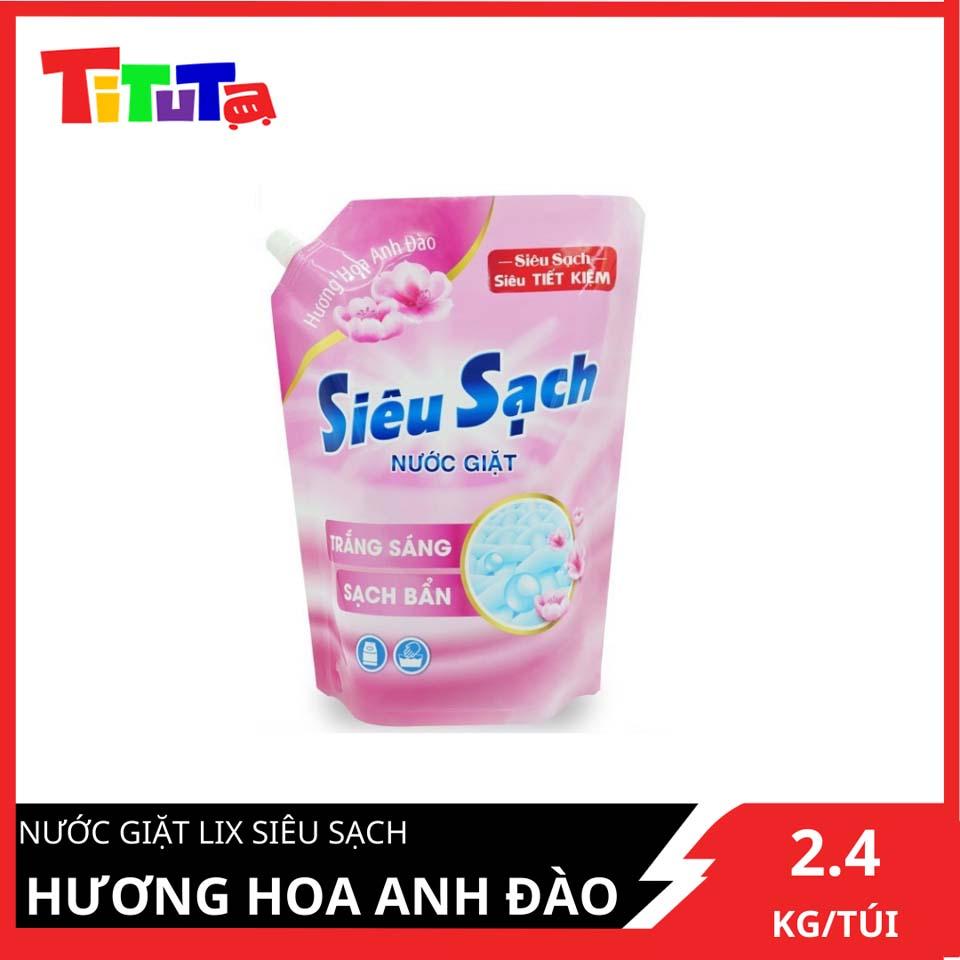 TiTuTa
Hương Hoa Anh Đào
Siêu Sạch
Siêu TIẾT KIỆM
Siêu Sạch
NƯỚC GIẶT
TRẮNG SÁNG
SẠCH BẨN
NƯỚC GIẶT LIX SIÊU SẠCH
HƯƠNG HOA ANH ĐÀO
2.4
KG/TÚI